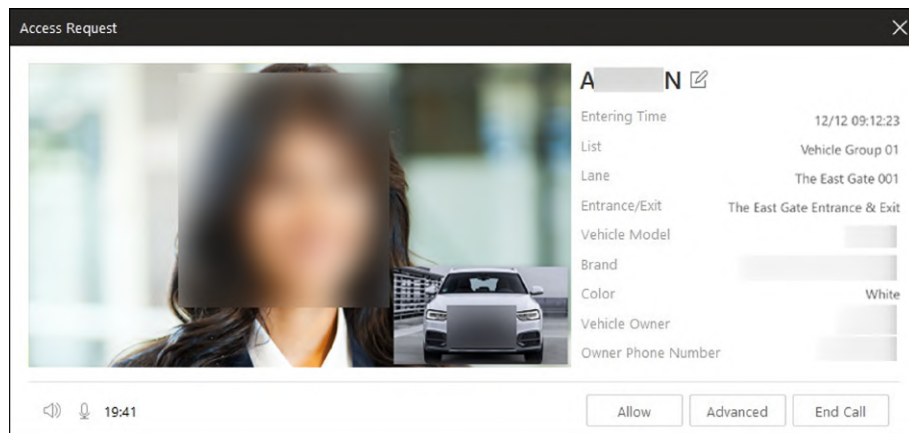 Access Request
A N
Entering Time 12/12 09:12:23
List Vehicle Group 01
Lane The East Gate 001
Entrance/Exit The East Gate Entrance & Exit
Vehicle Model
Brand
Color White
Vehicle Owner
Owner Phone Number
19:41
Allow Advanced End Call